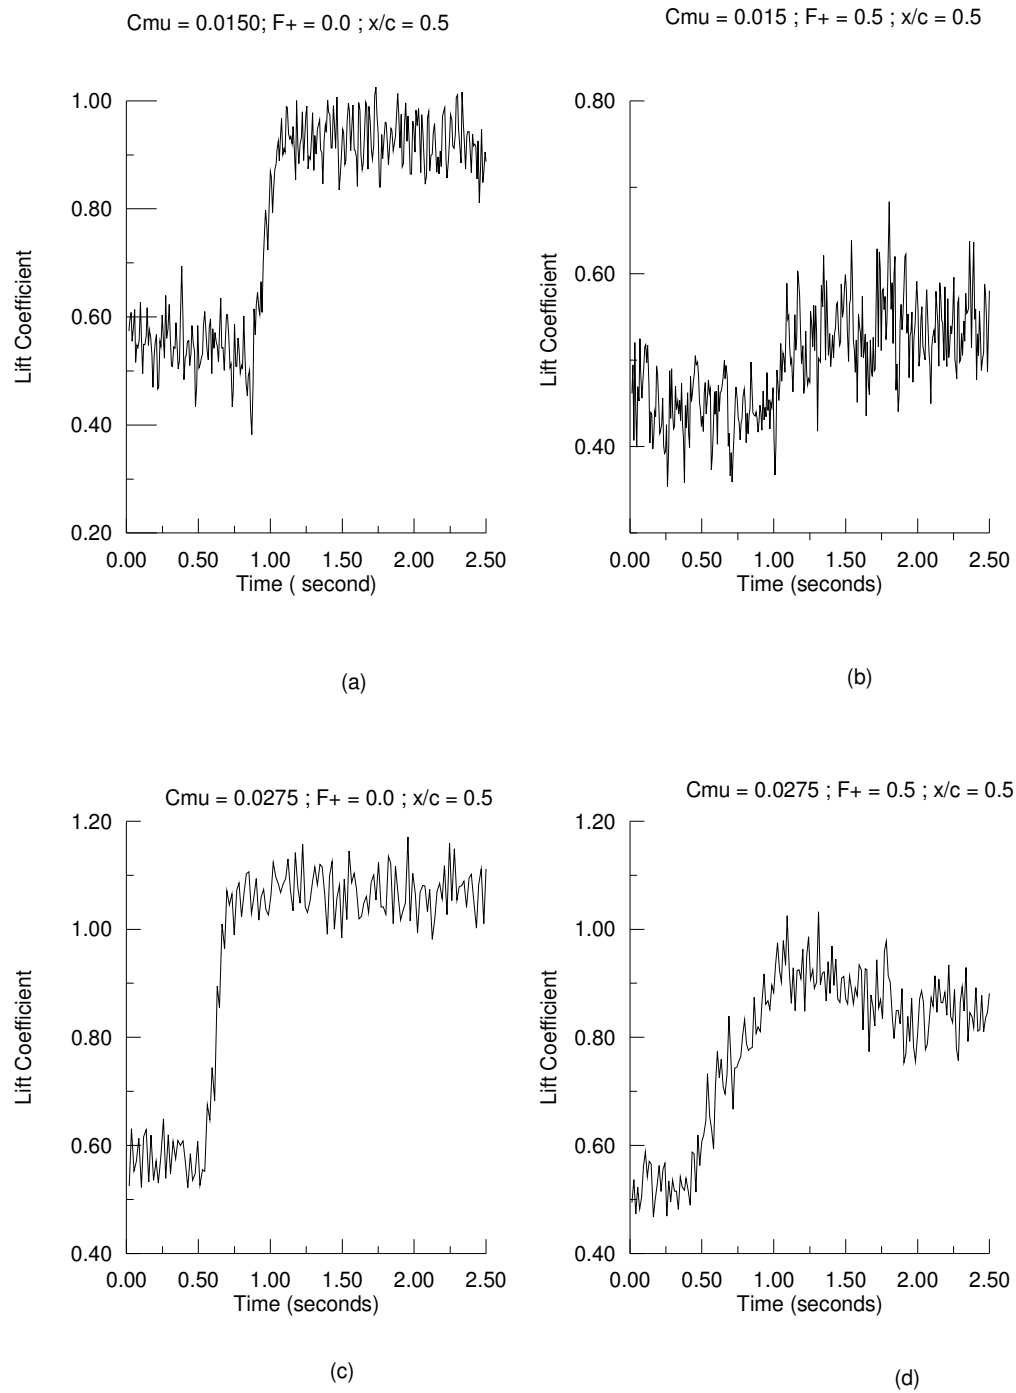 Cmu = 0.0150; F+ = 0.0 ; x/c = 0.5
1.00
0.80
0.60
0.40
0.20
Lift Coefficient
0.00 0.50 1.00 1.50 2.00 2.50
Time ( second)
(a)
Cmu = 0.015 ; F+ = 0.5 ; x/c = 0.5
0.80
0.60
0.40
Lift Coefficient
0.00 0.50 1.00 1.50 2.00 2.50
Time (seconds)
(b)
Cmu = 0.0275 ; F+ = 0.0 ; x/c = 0.5
1.20
1.00
0.80
0.60
0.40
Lift Coefficient
0.00 0.50 1.00 1.50 2.00 2.50
Time (seconds)
(c)
Cmu = 0.0275 ; F+ = 0.5 ; x/c = 0.5
1.20
1.00
0.80
0.60
0.40
Lift Coefficient
0.00 0.50 1.00 1.50 2.00 2.50
Time (seconds)
(d)